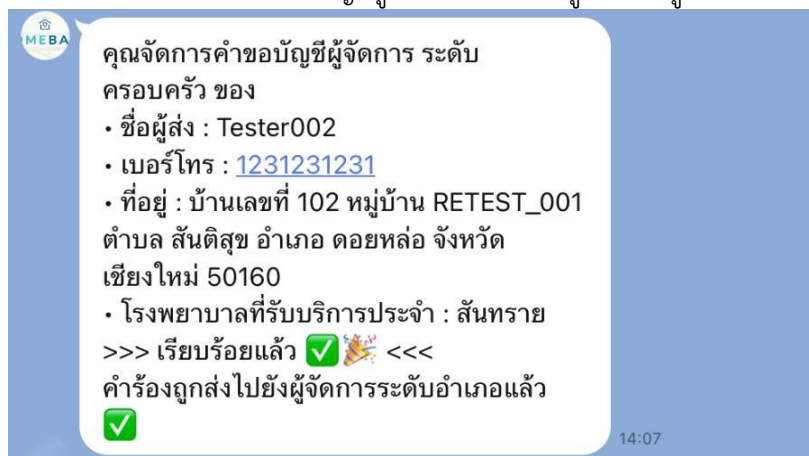 MEBA
คุณจัดการคำขอบัญชีผู้จัดการ ระดับ
ครอบครัว ของ
• ชื่อผู้ส่ง : Tester002
• เบอร์โทร : 1231231231
• ที่อยู่ : บ้านเลขที่ 102 หมู่บ้าน RETEST_001
ตำบล สันติสุข อำเภอ ดอยหล่อ จังหวัด
เชียงใหม่ 50160
• โรงพยาบาลที่รับบริการประจำ : สันทราย
>>> เรียบร้อยแล้ว ✅🎉 <<<
คำร้องถูกส่งไปยังผู้จัดการระดับอำเภอแล้ว
✅
14:07